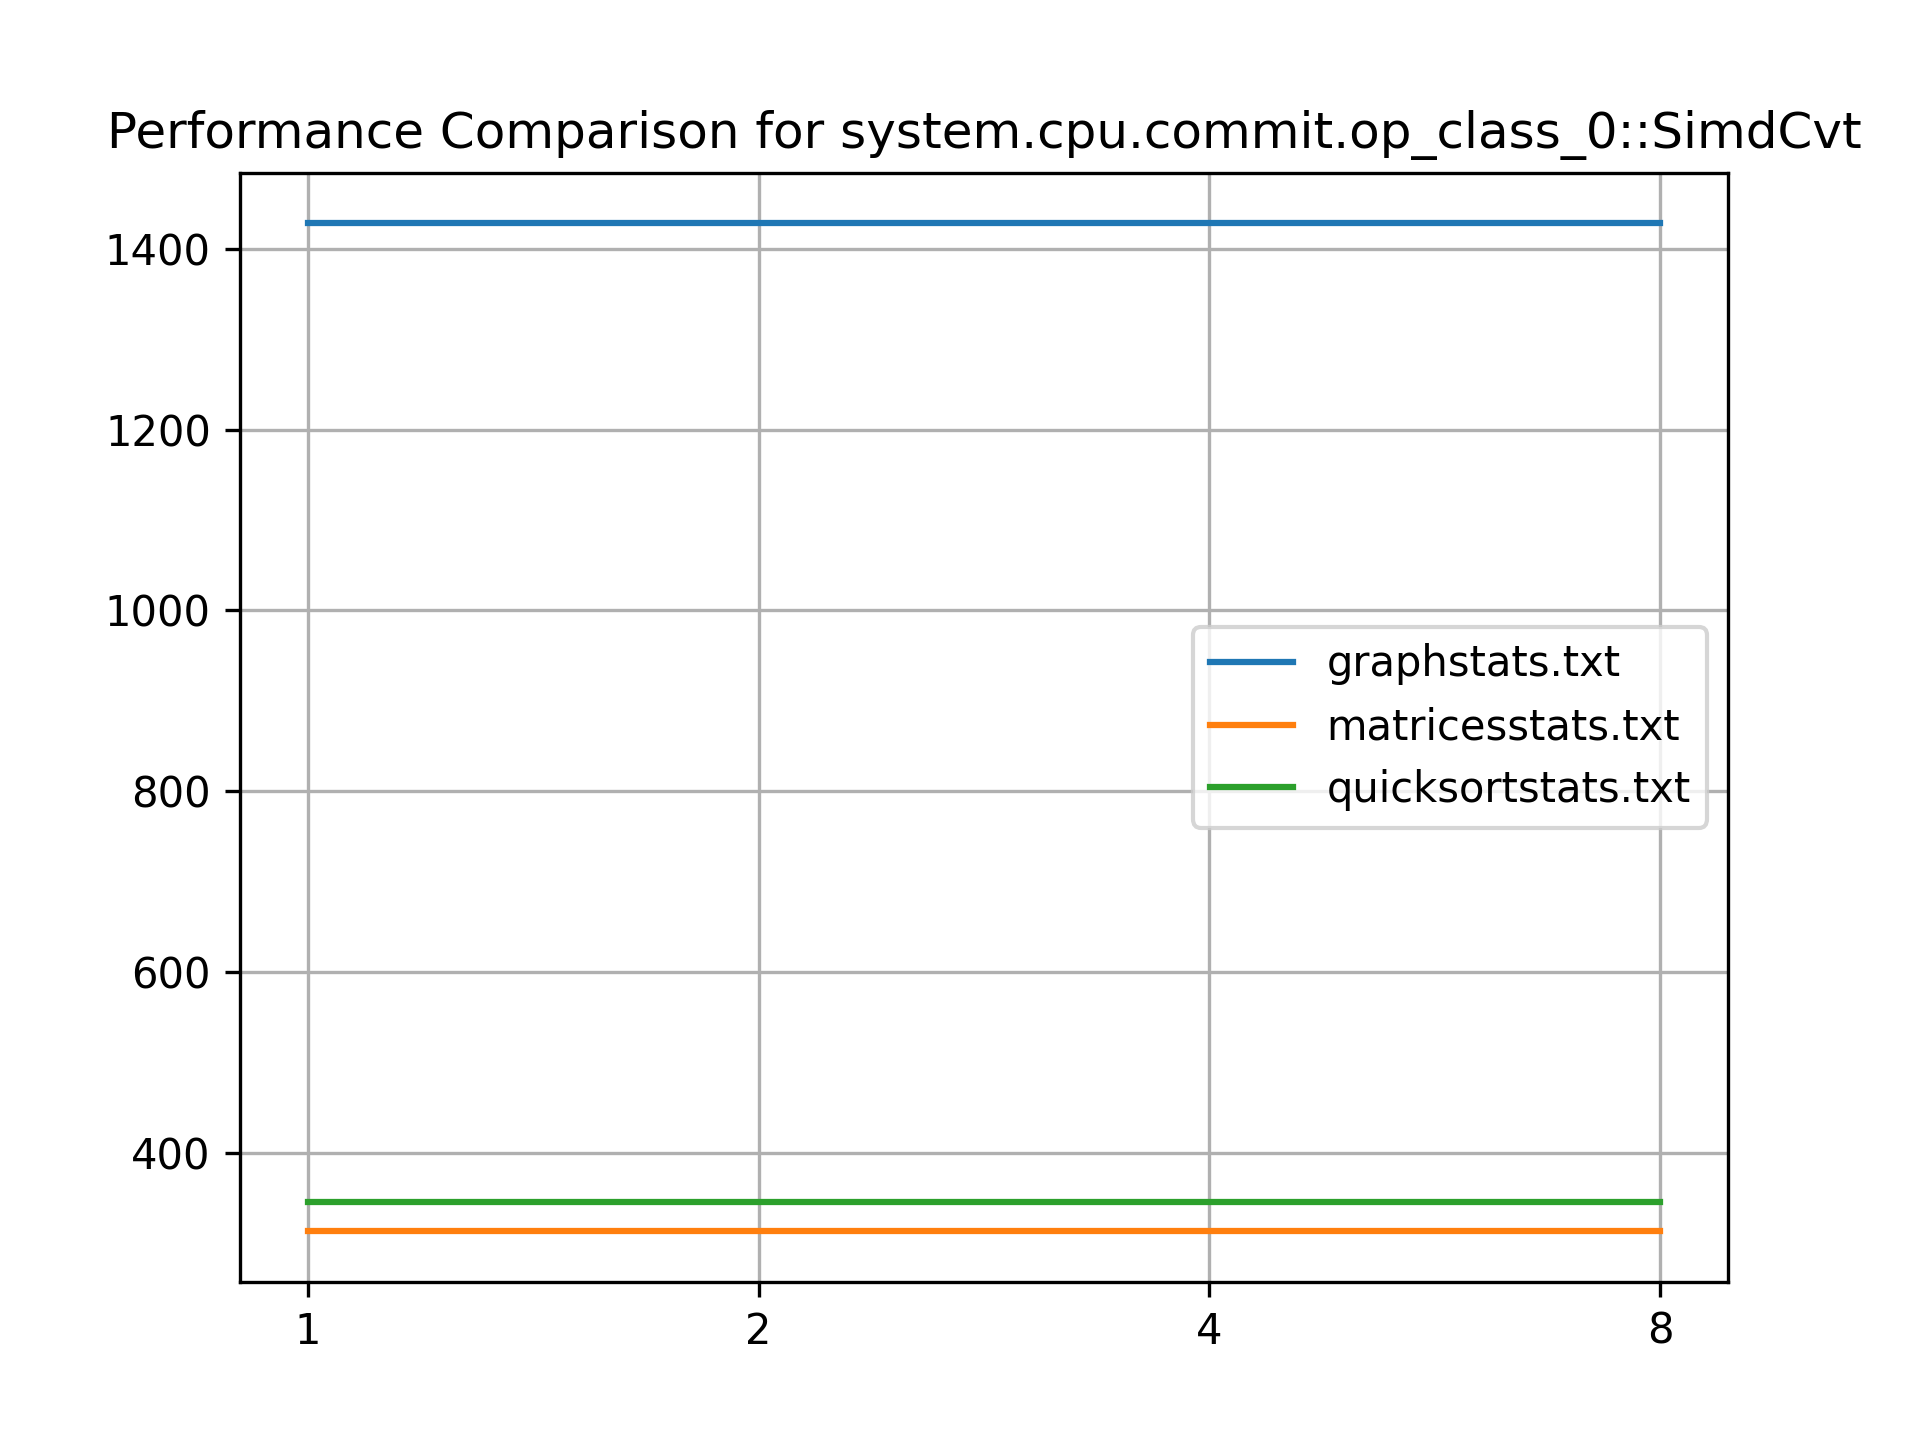 Performance Comparison for system.cpu.commit.op_class_0::SimdCvt
1400
1200
1000
800
600
400
graphstats.txt
matricesstats.txt
quicksortstats.txt
1 2 4 8